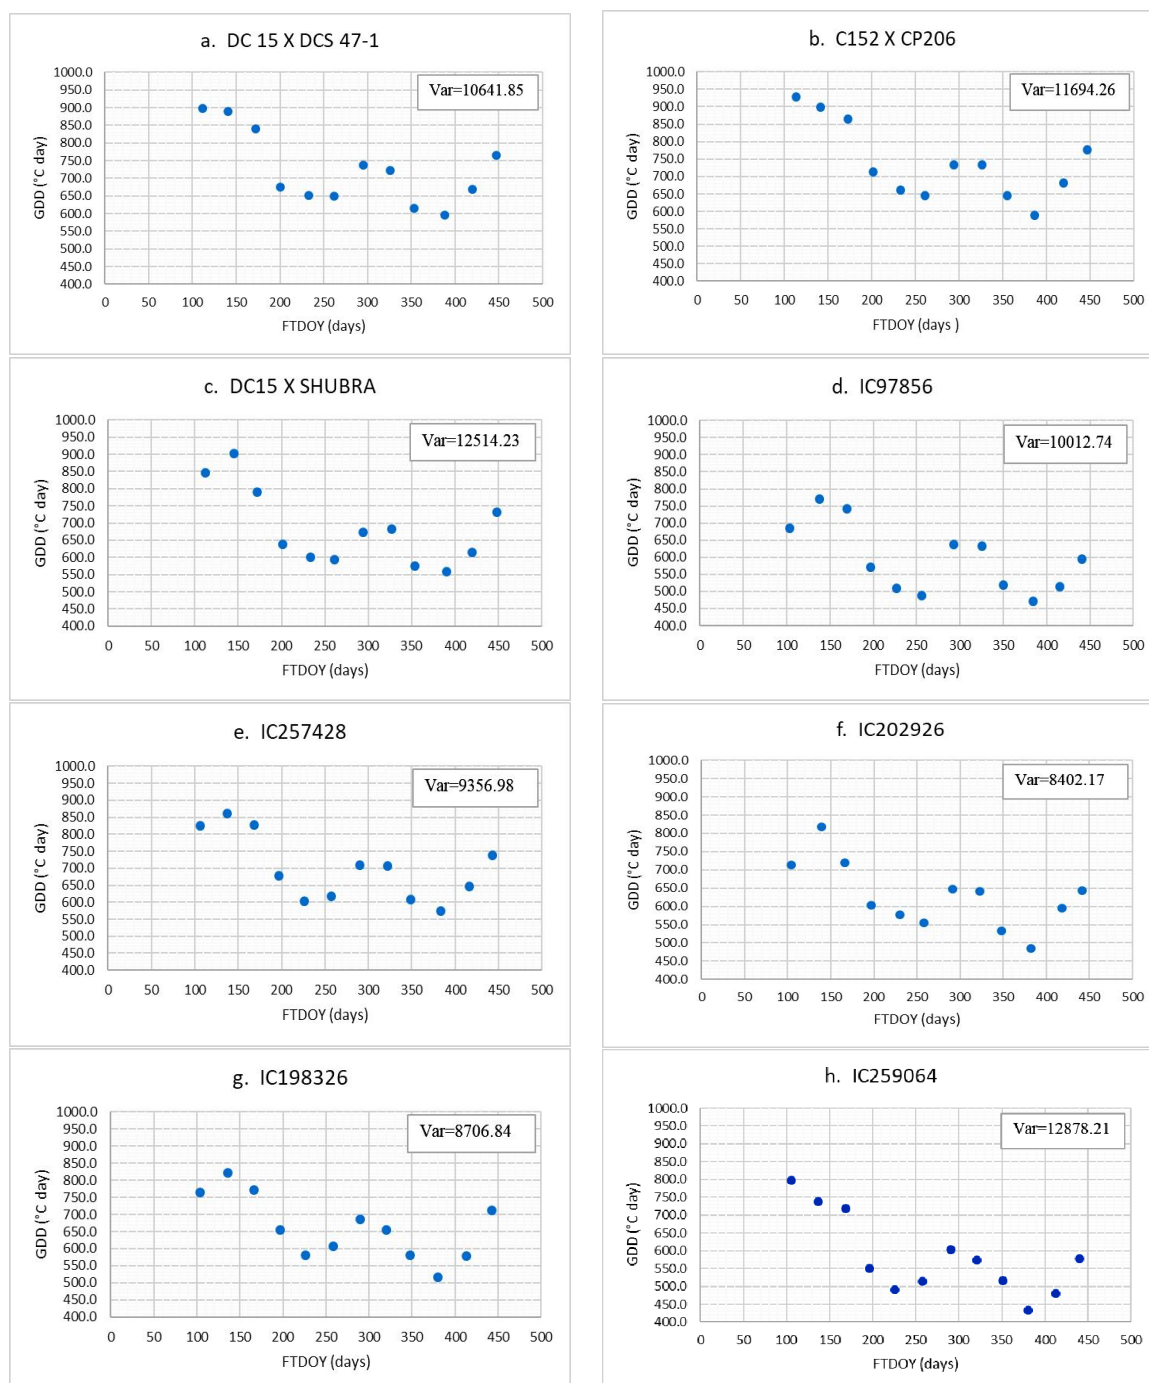 a. DC 15 X DCS 47-1
Var=10641.85
1000.0
950.0
900.0
850.0
800.0
750.0
700.0
650.0
600.0
550.0
500.0
450.0
400.0
GDD (°C day)
0 50 100 150 200 250 300 350 400 450 500
FTDOY (days)
b. C152 X CP206
Var=11694.26
1000.0
950.0
900.0
850.0
800.0
750.0
700.0
650.0
600.0
550.0
500.0
450.0
400.0
GDD (°C day)
0 50 100 150 200 250 300 350 400 450 500
FTDOY (days )
c. DC15 X SHUBRA
Var=12514.23
1000.0
950.0
900.0
850.0
800.0
750.0
700.0
650.0
600.0
550.0
500.0
450.0
400.0
GDD (°C day)
0 50 100 150 200 250 300 350 400 450 500
FTDOY (days)
d. IC97856
Var=10012.74
1000.0
950.0
900.0
850.0
800.0
750.0
700.0
650.0
600.0
550.0
500.0
450.0
400.0
GDD (°C day)
0 50 100 150 200 250 300 350 400 450 500
FTDOY (days)
e. IC257428
Var=9356.98
1000.0
950.0
900.0
850.0
800.0
750.0
700.0
650.0
600.0
550.0
500.0
450.0
400.0
GDD (°C day)
0 50 100 150 200 250 300 350 400 450 500
FTDOY (days)
f. IC202926
Var=8402.17
1000.0
950.0
900.0
850.0
800.0
750.0
700.0
650.0
600.0
550.0
500.0
450.0
400.0
GDD (°C day)
0 50 100 150 200 250 300 350 400 450 500
FTDOY (days)
g. IC198326
Var=8706.84
1000.0
950.0
900.0
850.0
800.0
750.0
700.0
650.0
600.0
550.0
500.0
450.0
400.0
GDD (°C day)
0 50 100 150 200 250 300 350 400 450 500
FTDOY (days)
h. IC259064
Var=12878.21
1000.0
950.0
900.0
850.0
800.0
750.0
700.0
650.0
600.0
550.0
500.0
450.0
400.0
GDD (°C day)
0 50 100 150 200 250 300 350 400 450 500
FTDOY (days)